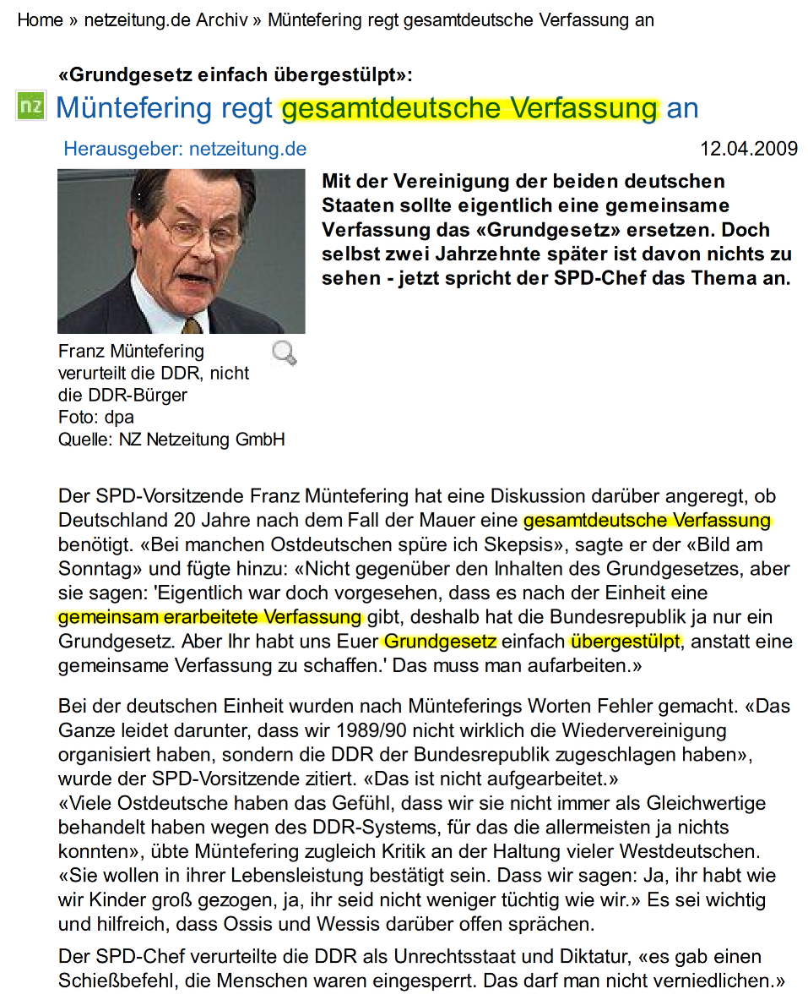 Home » netzeitung.de Archiv » Müntefering regt gesamtdeutsche Verfassung an
«Grundgesetz einfach übergestülpt»:
nz Müntefering regt gesamtdeutsche Verfassung an
Herausgeber: netzeitung.de 12.04.2009
Mit der Vereinigung der beiden deutschen
Staaten sollte eigentlich eine gemeinsame
Verfassung das «Grundgesetz» ersetzen. Doch
selbst zwei Jahrzehnte später ist davon nichts zu
sehen - jetzt spricht der SPD-Chef das Thema an.
Franz Müntefering
verurteilt die DDR, nicht
die DDR-Bürger
Foto: dpa
Quelle: NZ Netzeitung GmbH
Der SPD-Vorsitzende Franz Müntefering hat eine Diskussion darüber angeregt, ob
Deutschland 20 Jahre nach dem Fall der Mauer eine gesamtdeutsche Verfassung
benötigt. «Bei manchen Ostdeutschen spüre ich Skepsis», sagte er der «Bild am
Sonntag» und fügte hinzu: «Nicht gegenüber den Inhalten des Grundgesetzes, aber
sie sagen: 'Eigentlich war doch vorgesehen, dass es nach der Einheit eine
gemeinsam erarbeitete Verfassung gibt, deshalb hat die Bundesrepublik ja nur ein
Grundgesetz. Aber Ihr habt uns Euer Grundgesetz einfach übergestülpt, anstatt eine
gemeinsame Verfassung zu schaffen.' Das muss man aufarbeiten.»
Bei der deutschen Einheit wurden nach Münteferings Worten Fehler gemacht. «Das
Ganze leidet darunter, dass wir 1989/90 nicht wirklich die Wiedervereinigung
organisiert haben, sondern die DDR der Bundesrepublik zugeschlagen haben»,
wurde der SPD-Vorsitzende zitiert. «Das ist nicht aufgearbeitet.»
«Viele Ostdeutsche haben das Gefühl, dass wir sie nicht immer als Gleichwertige
behandelt haben wegen des DDR-Systems, für das die allermeisten ja nichts
konnten», übte Müntefering zugleich Kritik an der Haltung vieler Westdeutschen.
«Sie wollen in ihrer Lebensleistung bestätigt sein. Dass wir sagen: Ja, ihr habt wie
wir Kinder groß gezogen, ja, ihr seid nicht weniger tüchtig wie wir.» Es sei wichtig
und hilfreich, dass Ossis und Wessis darüber offen sprächen.
Der SPD-Chef verurteilte die DDR als Unrechtsstaat und Diktatur, «es gab einen
Schießbefehl, die Menschen waren eingesperrt. Das darf man nicht verniedlichen.»